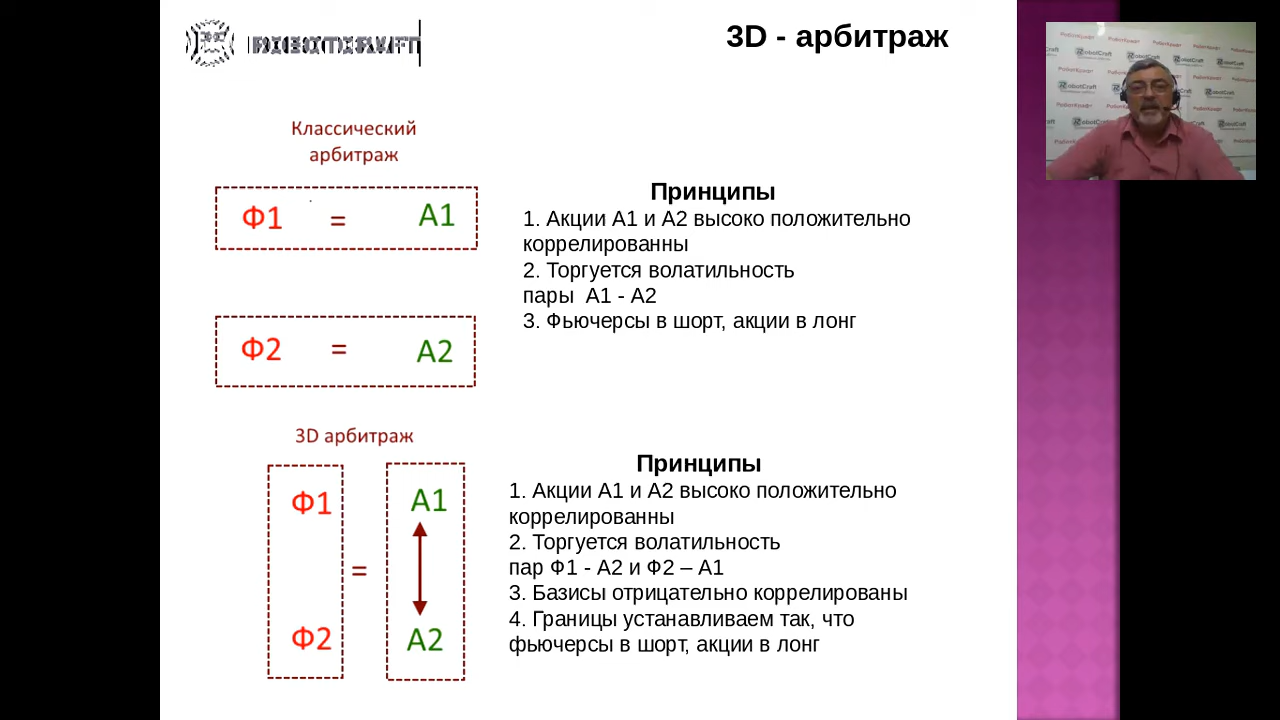 3D - арбитраж
Классический
арбитраж
Ф1 = А1
Ф2 = А2
Принципы
1. Акции А1 и А2 высоко положительно
коррелированны
2. Торгуется волатильность
пары А1 - А2
3. Фьючерсы в шорт, акции в лонг
3D арбитраж
Ф1 А1
=
Ф2 А2
Принципы
1. Акции А1 и А2 высоко положительно
коррелированны
2. Торгуется волатильность
пар Ф1 - А2 и Ф2 – А1
3. Базисы отрицательно коррелированы
4. Границы устанавливаем так, что
фьючерсы в шорт, акции в лонг